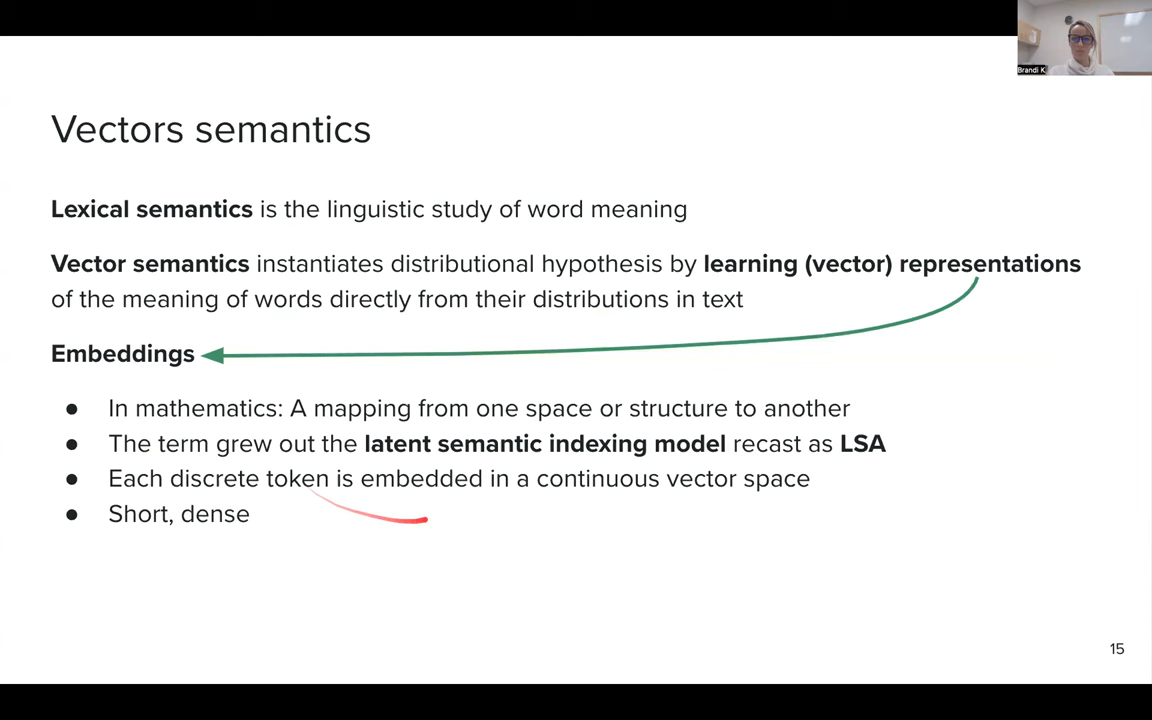 Brandi K
Vectors semantics
Lexical semantics is the linguistic study of word meaning
Vector semantics instantiates distributional hypothesis by learning (vector) representations
of the meaning of words directly from their distributions in text
Embeddings
● In mathematics: A mapping from one space or structure to another
● The term grew out the latent semantic indexing model recast as LSA
● Each discrete token is embedded in a continuous vector space
● Short, dense
15